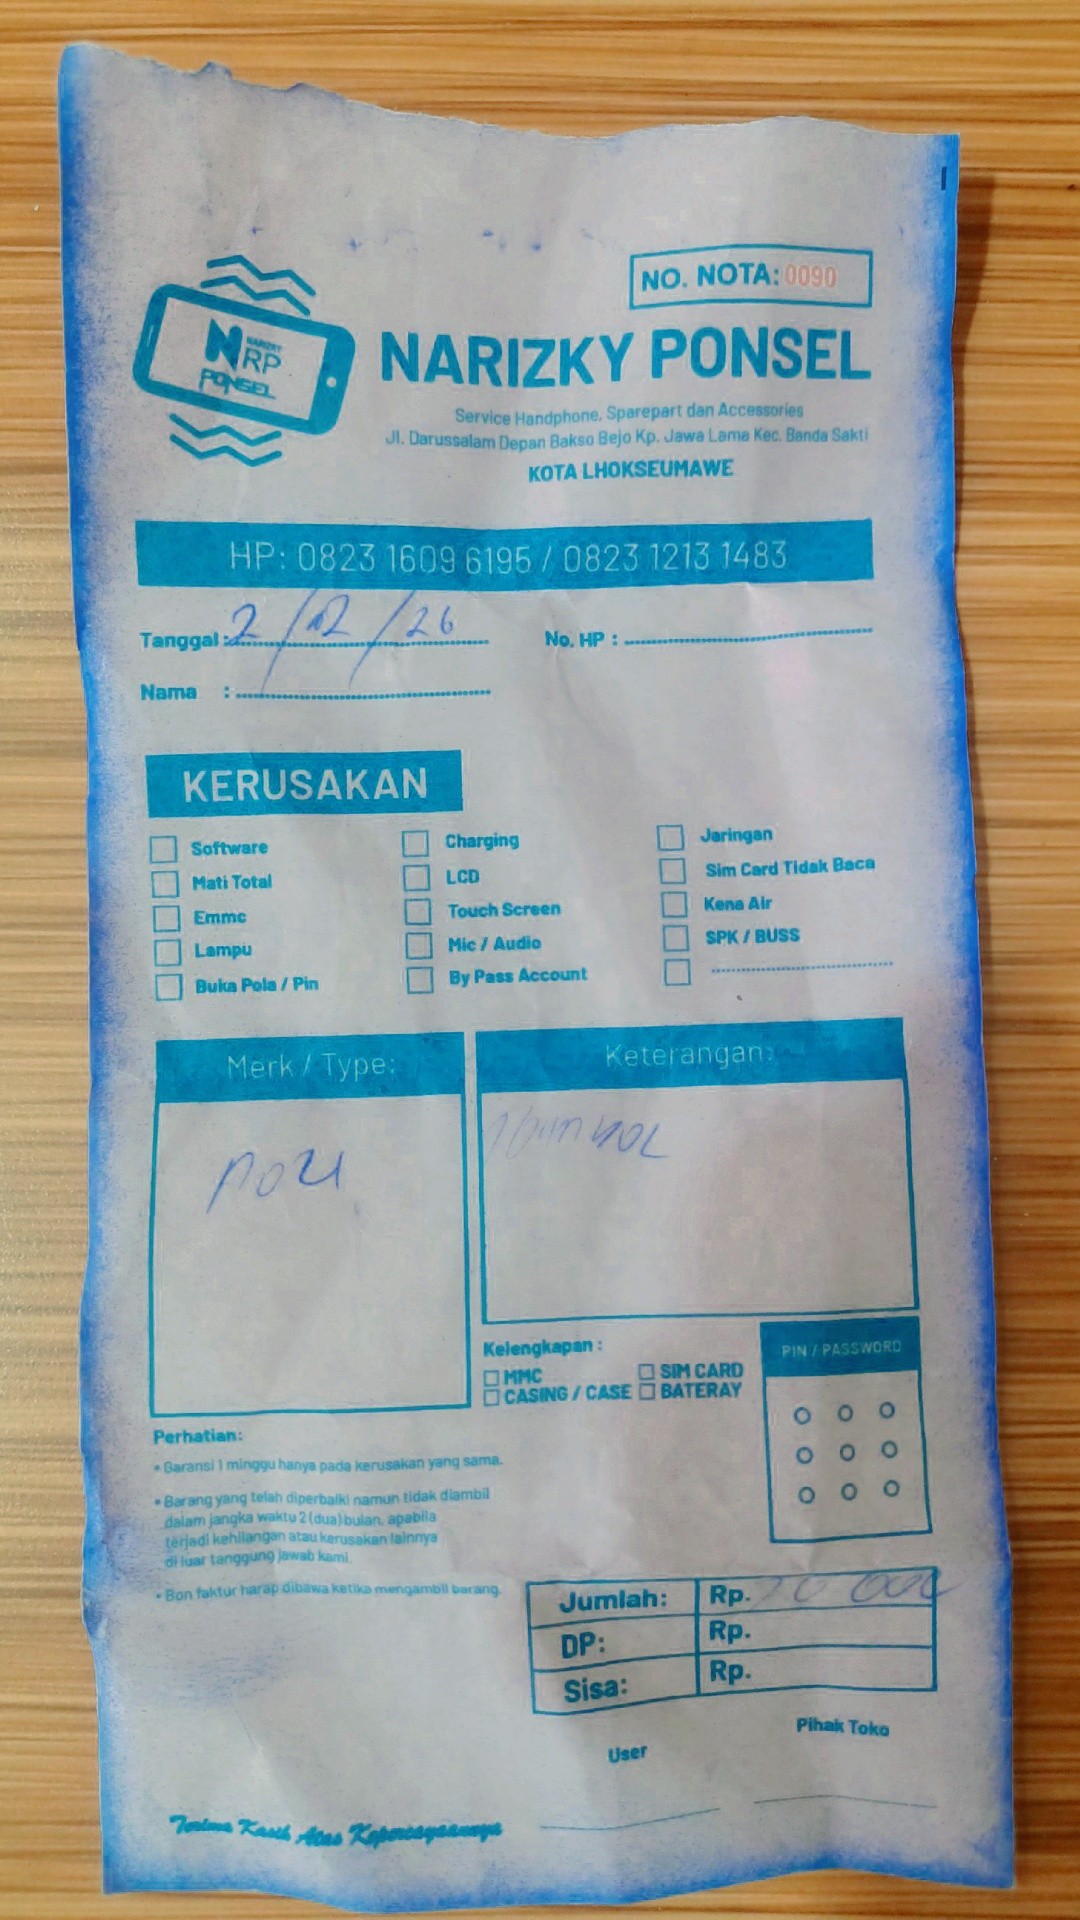 NO. NOTA: 0090
NARIZKY
NRP
PONSEL
NARIZKY PONSEL
Service Handphone, Sparepart dan Accessories
Jl. Darussalam Depan Bakso Bejo Kp. Jawa Lama Kec. Banda Sakti
KOTA LHOKSEUMAWE
HP: 0823 1609 6195 / 0823 1213 1483
Tanggal : 2/02/26
No. HP :
Nama :
KERUSAKAN
Software
Charging
Jaringan
Mati Total
LCD
Sim Card Tidak Baca
Emmc
Touch Screen
Kena Air
Lampu
Mic / Audio
SPK / BUSS
Buka Pola / Pin
By Pass Account
Merk / Type:
Keterangan:
Kelengkapan :
MMC
SIM CARD
CASING / CASE
BATERAY
PIN / PASSWORD
Perhatian:
• Garansi 1 minggu hanya pada kerusakan yang sama.
• Barang yang telah diperbaiki namun tidak diambil
dalam jangka waktu 2 (dua) bulan, apabila
terjadi kehilangan atau kerusakan lainnya
di luar tanggung jawab kami.
• Bon faktur harap dibawa ketika mengambil barang.
Jumlah: Rp.
DP: Rp.
Sisa: Rp.
User
Pihak Toko
Terima Kasih Atas Kepercayaannya